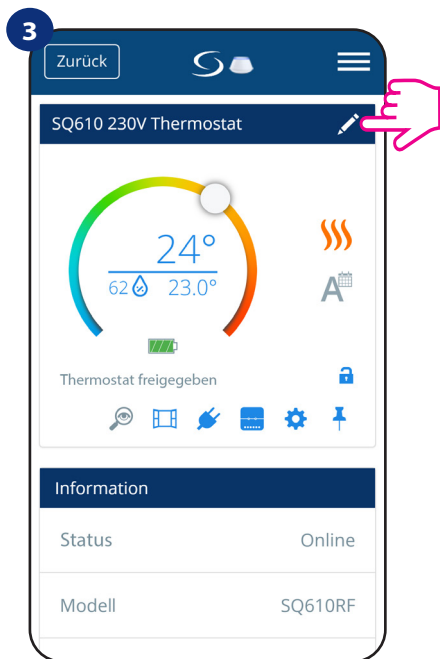 3
Zurück
SQ610 230V Thermostat
24°
62 23.0°
A
Thermostat freigegeben
Information
Status Online
Modell SQ610RF